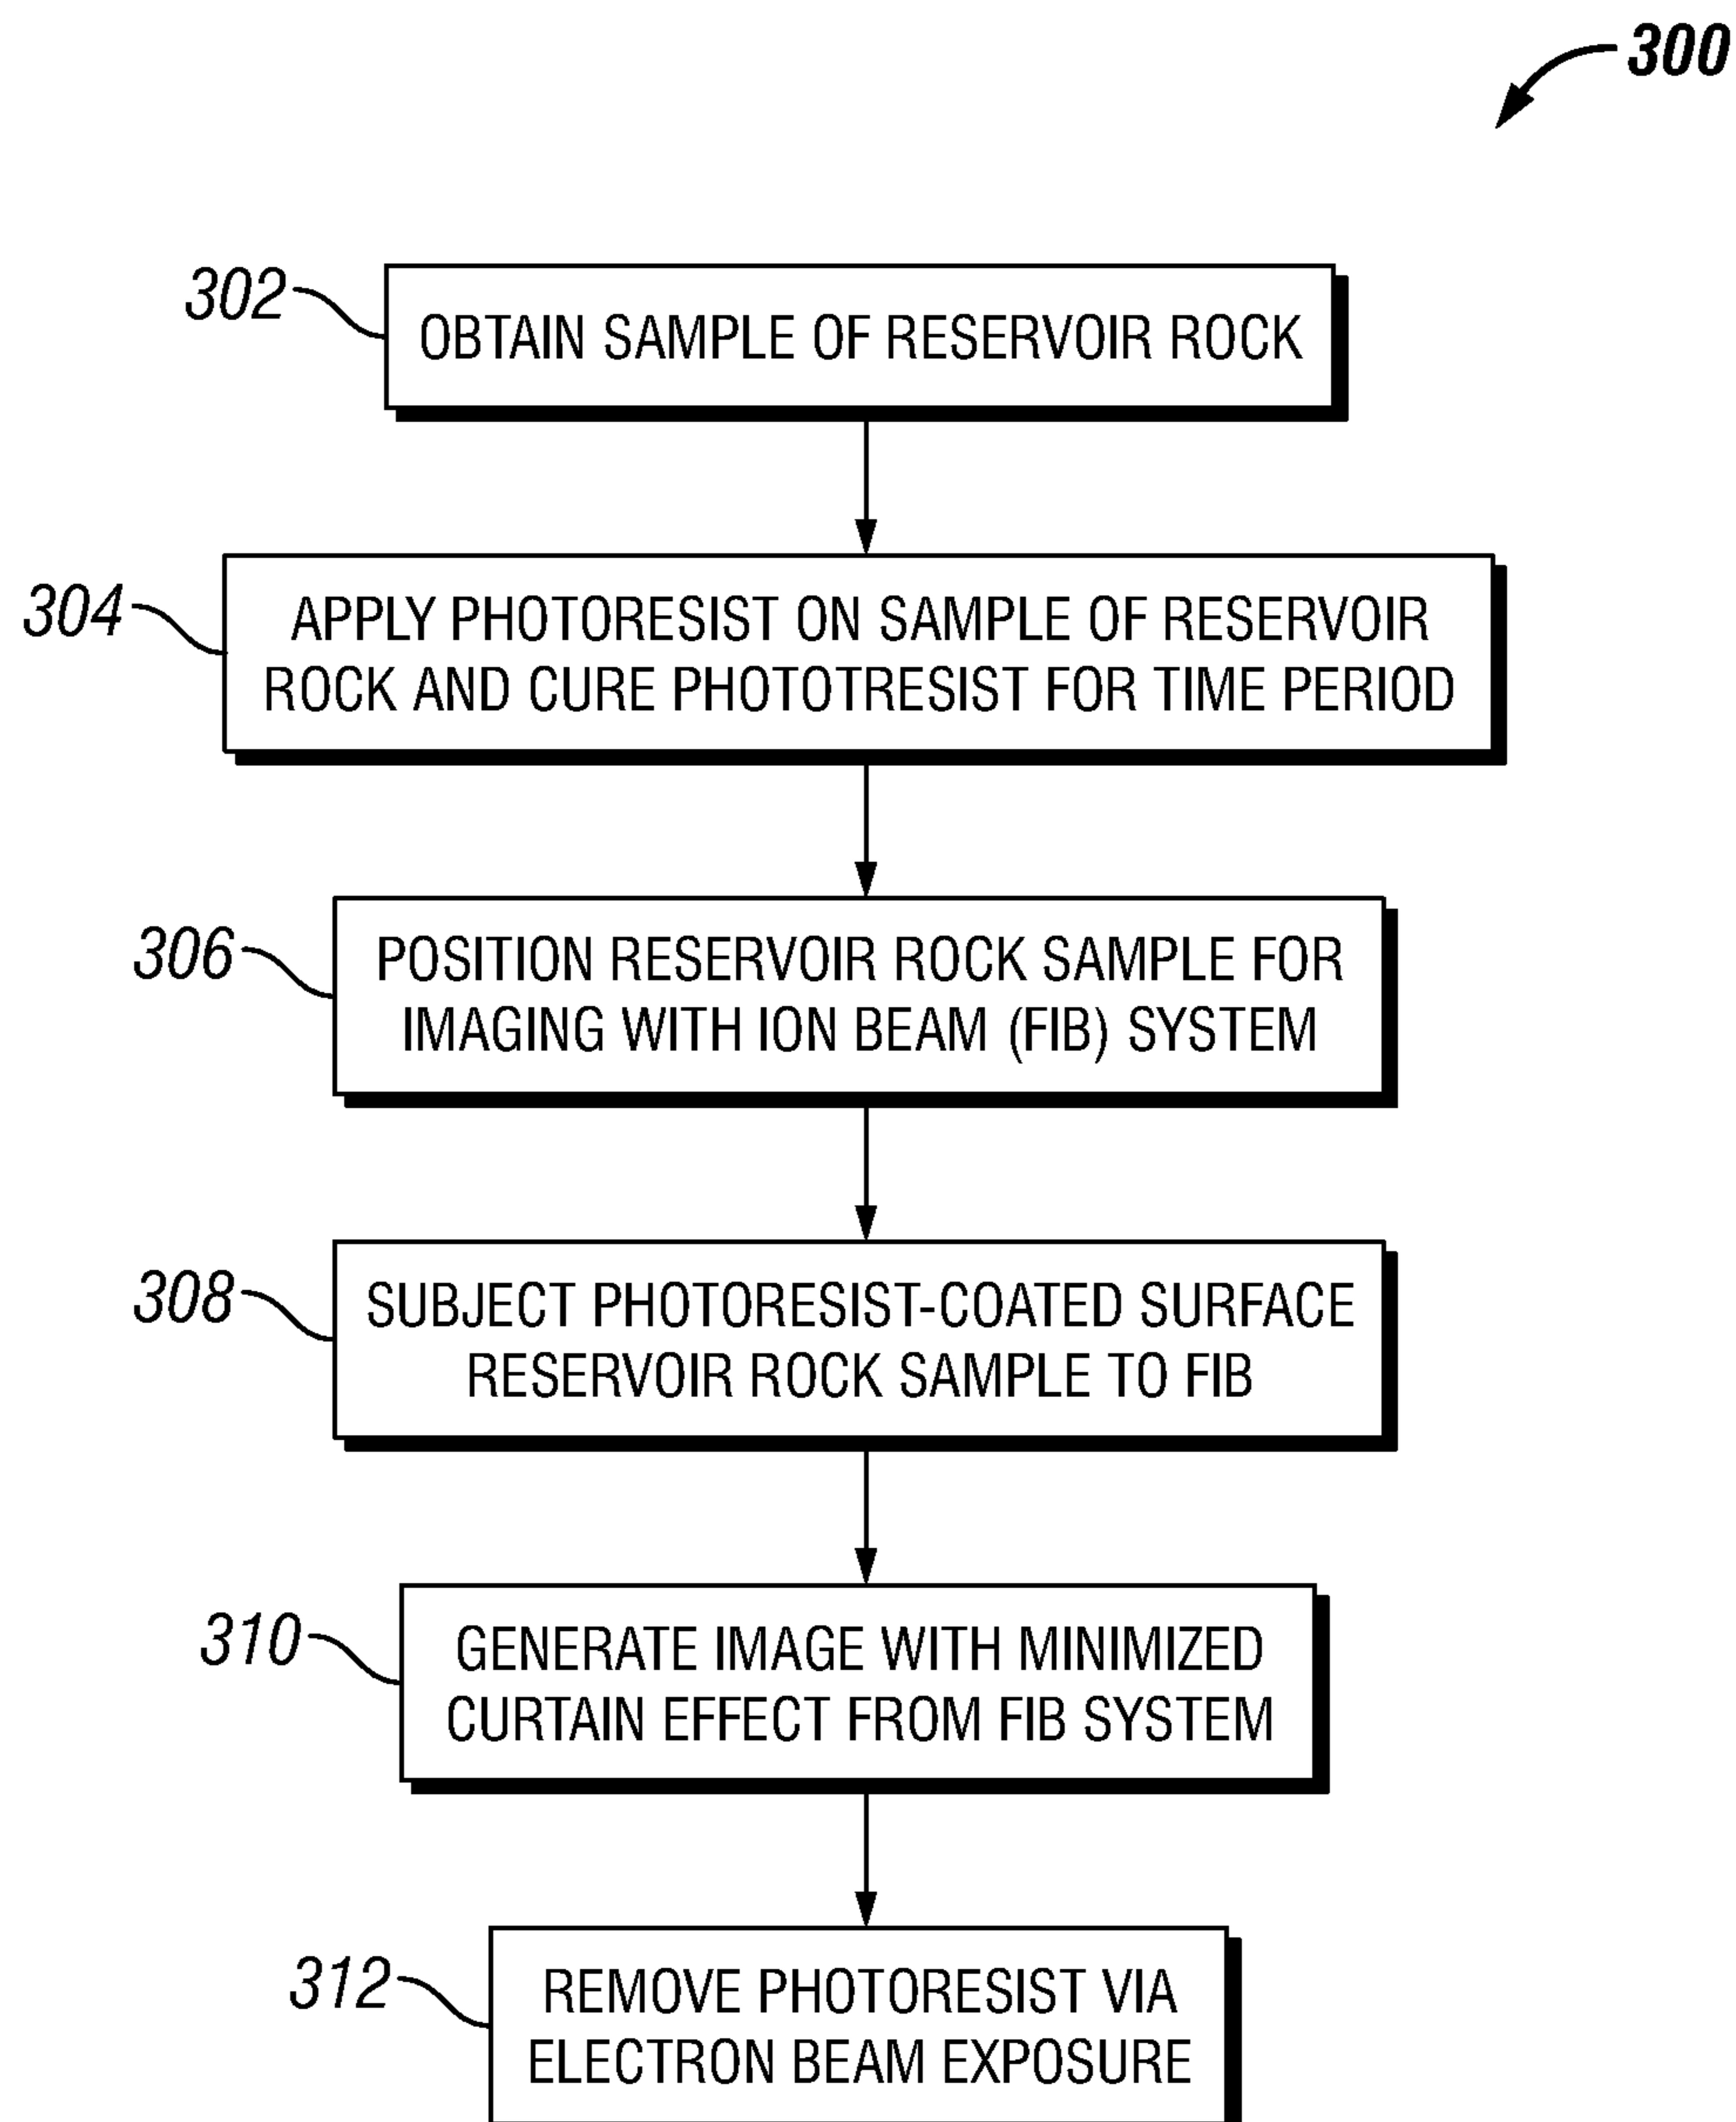 300
302
OBTAIN SAMPLE OF RESERVOIR ROCK
304
APPLY PHOTORESIST ON SAMPLE OF RESERVOIR
ROCK AND CURE PHOTOTRESIST FOR TIME PERIOD
306
POSITION RESERVOIR ROCK SAMPLE FOR
IMAGING WITH ION BEAM (FIB) SYSTEM
308
SUBJECT PHOTORESIST-COATED SURFACE
RESERVOIR ROCK SAMPLE TO FIB
310
GENERATE IMAGE WITH MINIMIZED
CURTAIN EFFECT FROM FIB SYSTEM
312
REMOVE PHOTORESIST VIA
ELECTRON BEAM EXPOSURE